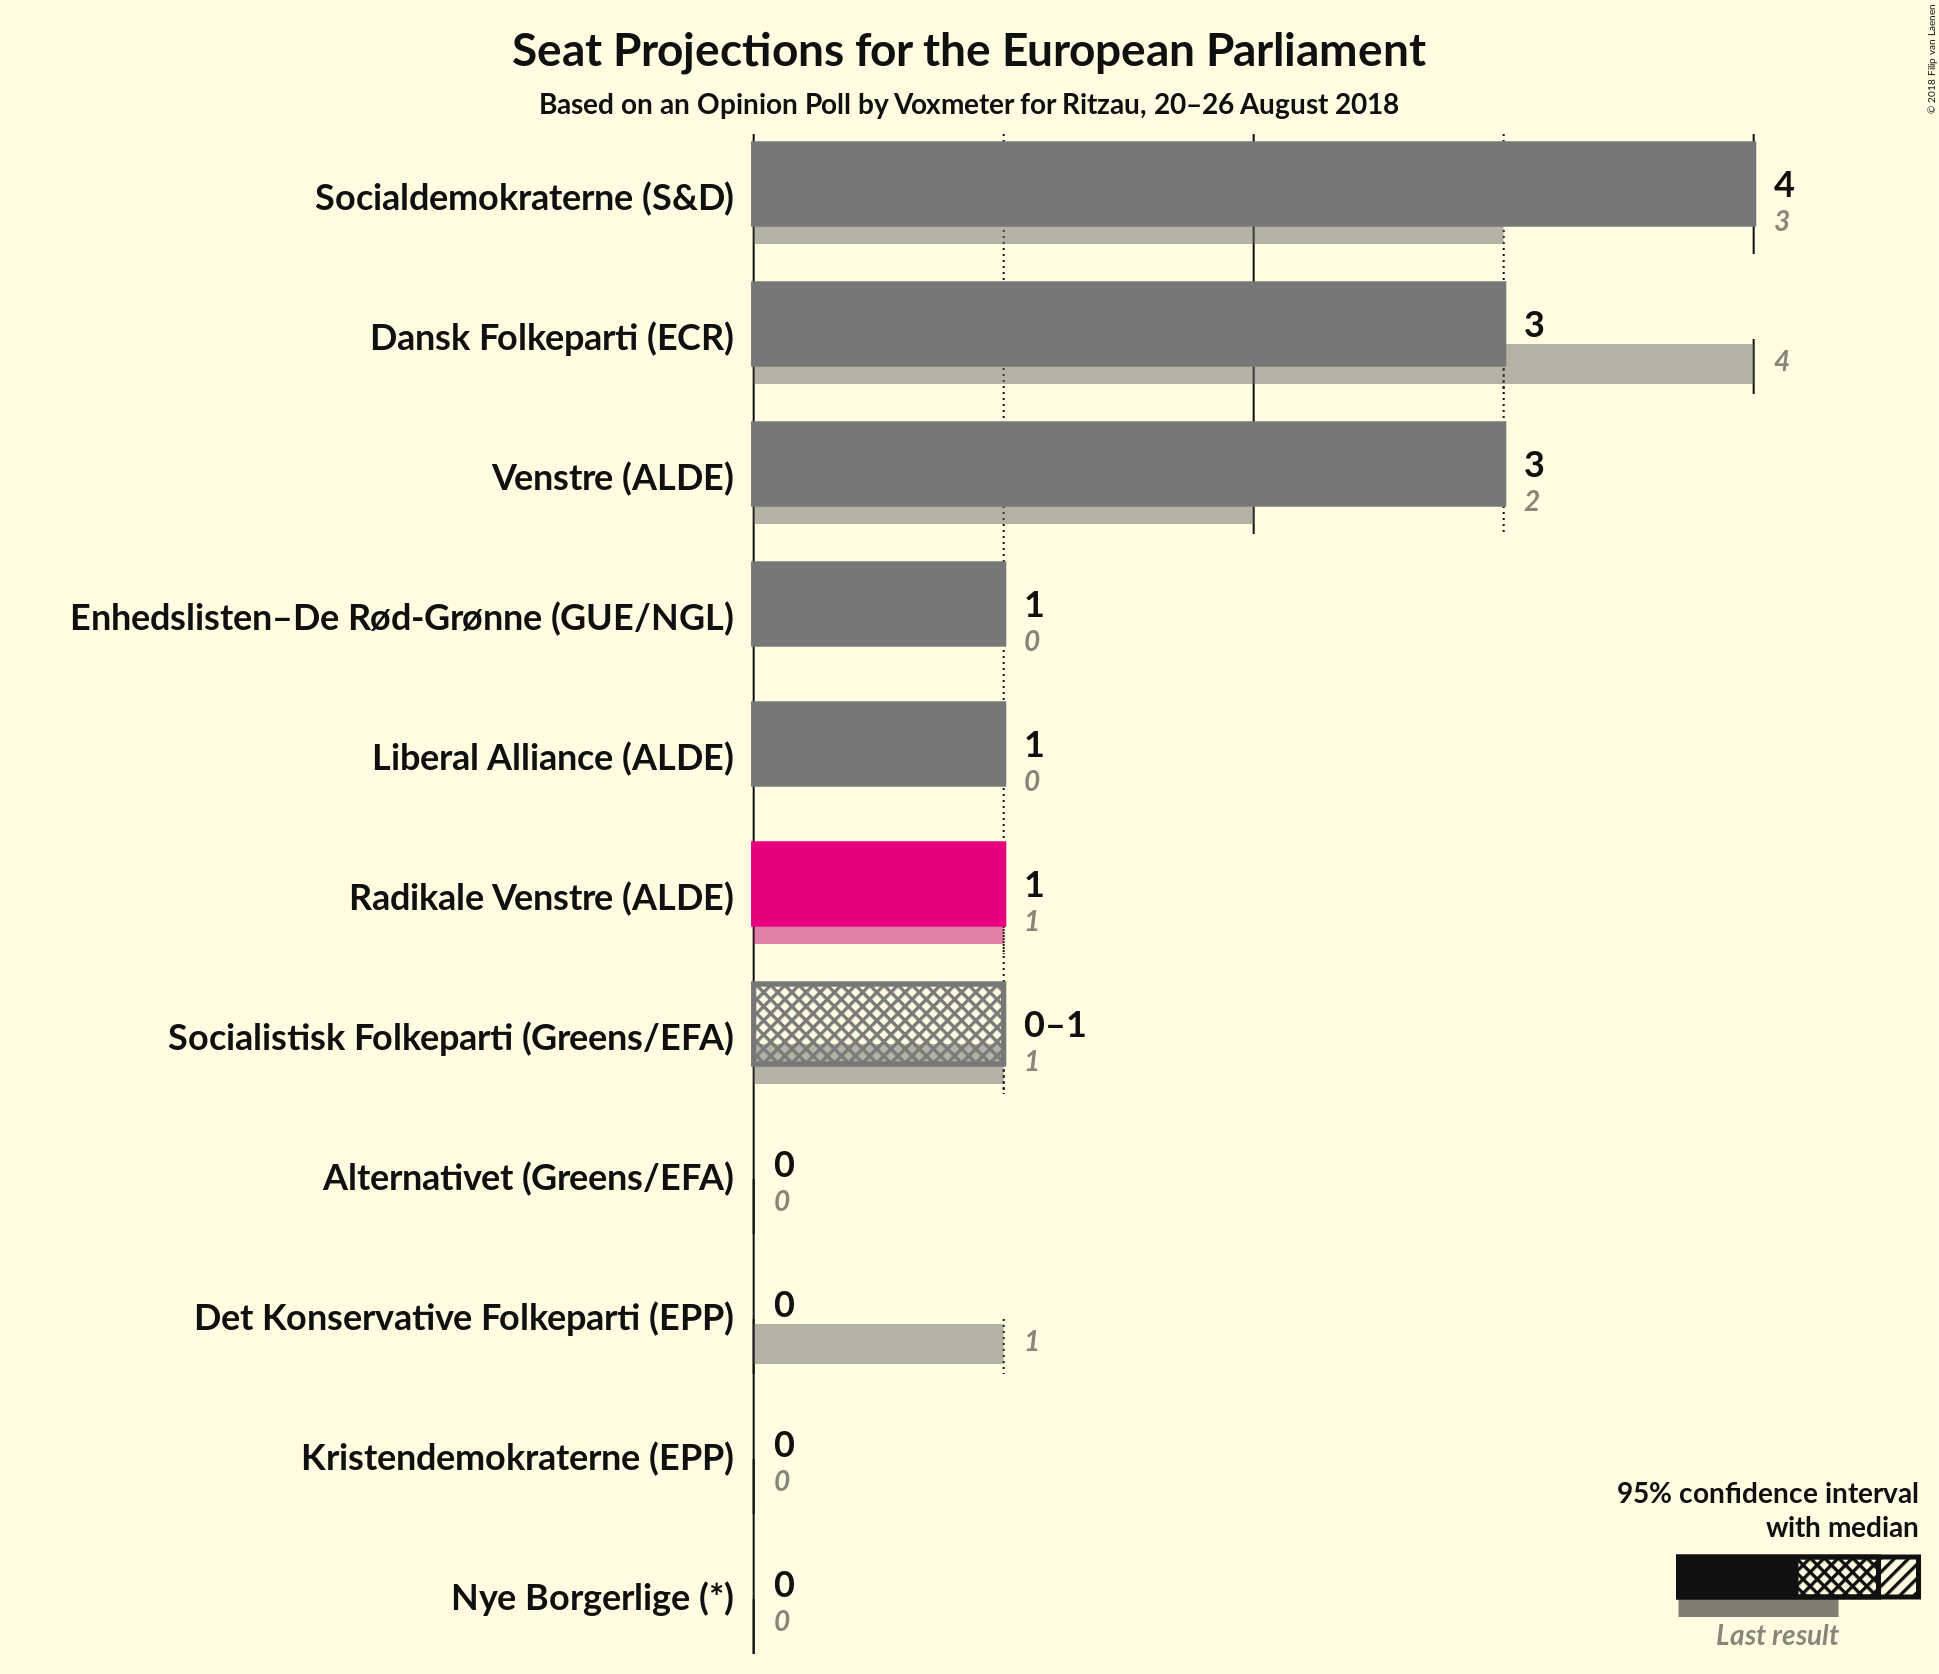 Seat Projections for the European Parliament
Based on an Opinion Poll by Voxmeter for Ritzau, 20–26 August 2018
© 2018 Filip van Laenen
Socialdemokraterne (S&D)
4
3
Dansk Folkeparti (ECR)
3
4
Venstre (ALDE)
3
2
Enhedslisten–De Rød-Grønne (GUE/NGL)
1
0
Liberal Alliance (ALDE)
1
0
Radikale Venstre (ALDE)
1
1
Socialistisk Folkeparti (Greens/EFA)
0–1
1
Alternativet (Greens/EFA)
0
0
Det Konservative Folkeparti (EPP)
0
1
Kristendemokraterne (EPP)
0
0
Nye Borgerlige (*)
0
0
95% confidence interval
with median
Last result